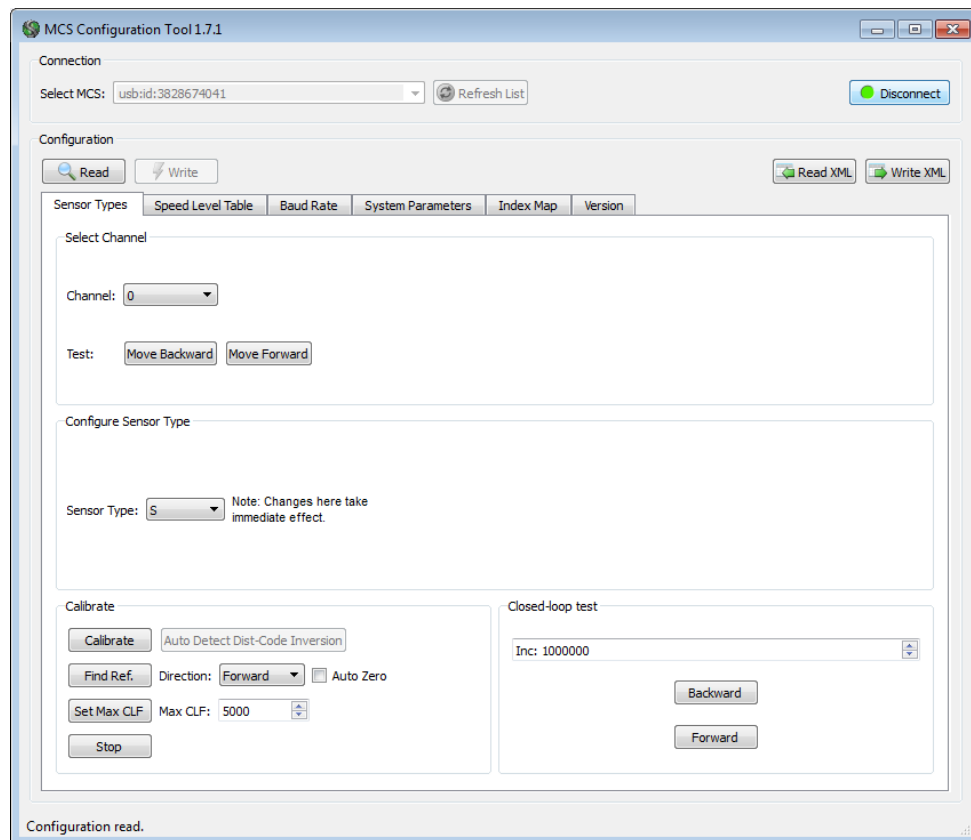 MCS Configuration Tool 1.7.1
Connection
Select MCS: usb:id:3828674041 Refresh List Disconnect
Configuration
Read Write Read XML Write XML
Sensor Types Speed Level Table Baud Rate System Parameters Index Map Version
Select Channel
Channel: 0
Test: Move Backward Move Forward
Configure Sensor Type
Sensor Type: S Note: Changes here take
immediate effect.
Calibrate
Calibrate Auto Detect Dist-Code Inversion
Find Ref. Direction: Forward Auto Zero
Set Max CLF Max CLF: 5000
Stop
Closed-loop test
Inc: 1000000
Backward
Forward
Configuration read.